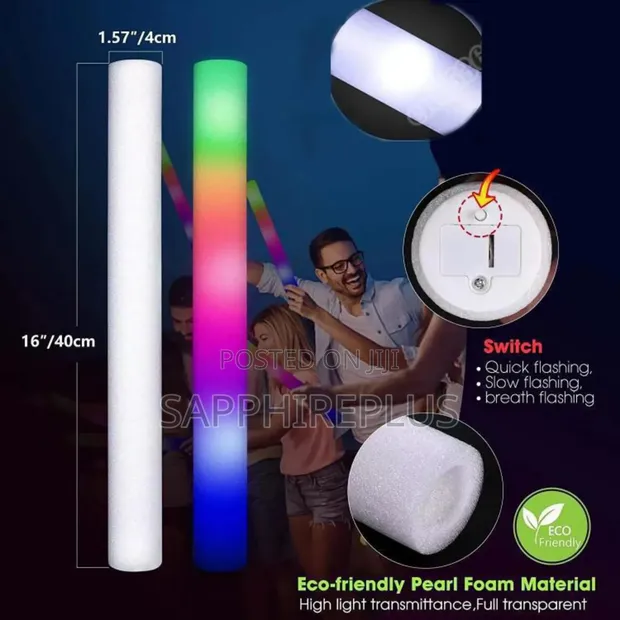 1.57"/4cm
16"/40cm
POSTED ON JIJI
SAPPHIREPLUS
Switch
• Quick flashing,
• Slow flashing,
• breath flashing
ECO
Friendly
Eco-friendly Pearl Foam Material
High light transmittance,Full transparent